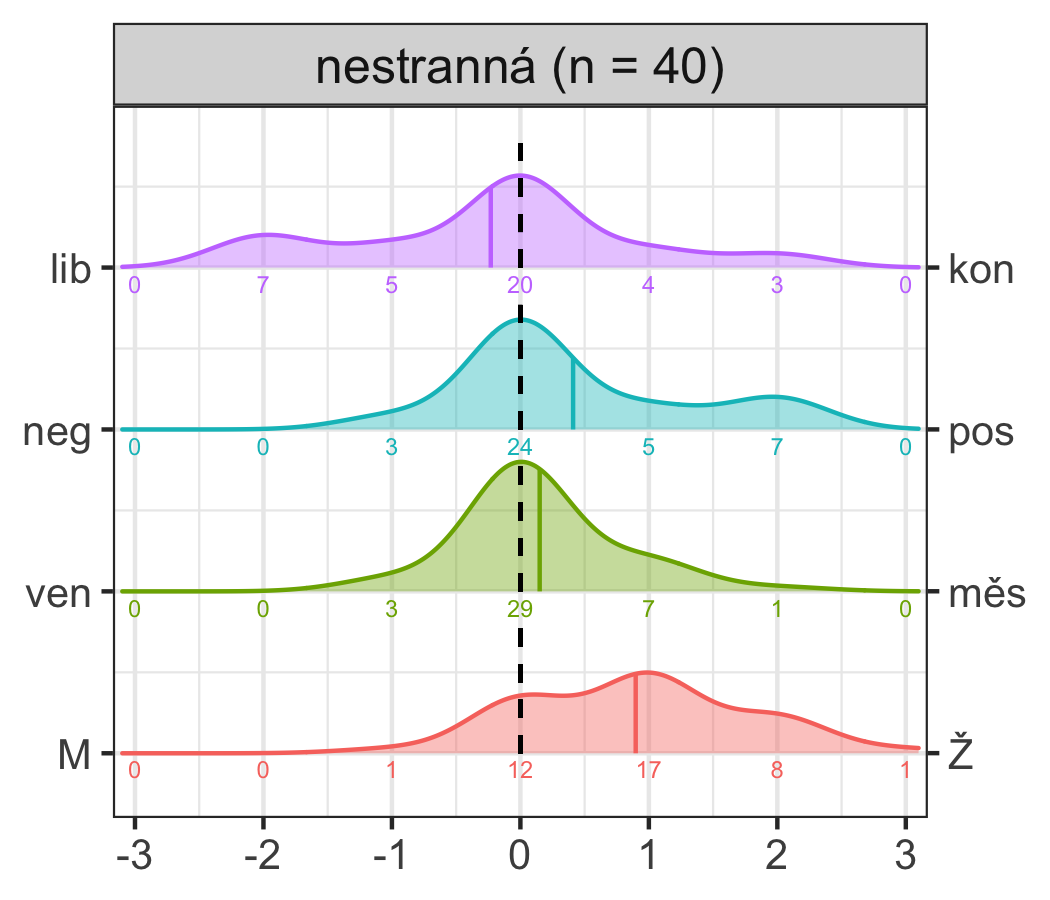 nestranná (n = 40)
lib kon
0 7 5 20 4 3 0
neg pos
0 0 3 24 5 7 0
ven měs
0 0 3 29 7 1 0
M Ž
0 0 1 12 17 8 1
-3 -2 -1 0 1 2 3